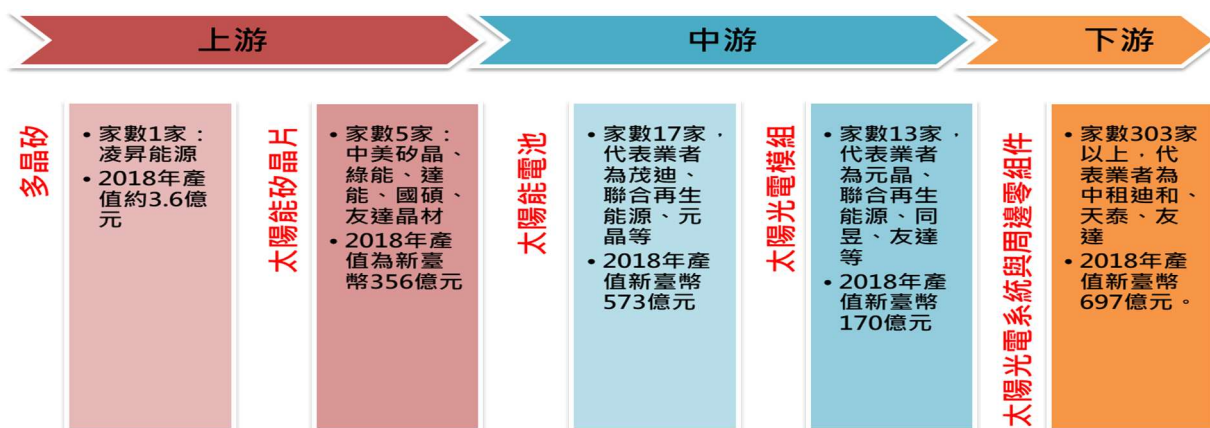 上游
中游
下游
多晶矽
• 家數1家：
凌昇能源
• 2018年產
值約3.6億
元
太陽能矽晶片
• 家數5家：
中美矽晶、
綠能、達
能、國碩、
友達晶材
• 2018年產
值為新臺
幣356億元
太陽能電池
• 家數17家，
代表業者
為茂迪、
聯合再生
能源、元
晶等
• 2018年產
值新臺幣
573億元
太陽光電模組
• 家數13家，
代表業者
為元晶、
聯合再生
能源、同
昱、友達
等
• 2018年產
值新臺幣
170億元
太陽光電系統與周邊零組件
• 家數303家
以上，代
表業者為
中租迪和、
天泰、友
達
• 2018年產
值新臺幣
697億元。